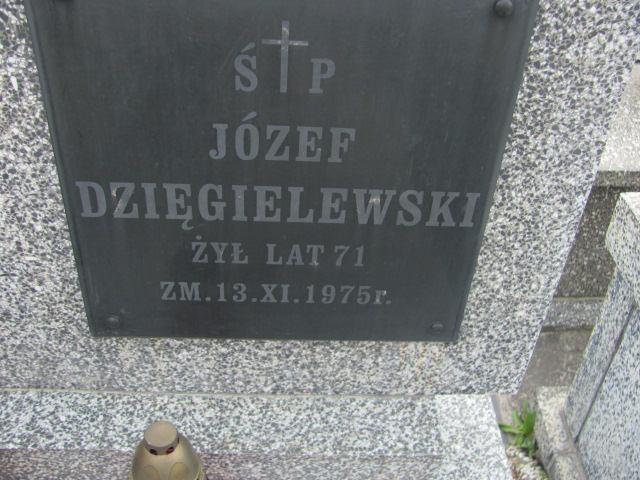 Ś P
JÓZEF
DZIĘGIELEWSKI
ŻYŁ LAT 71
ZM.13.XI.1975r.